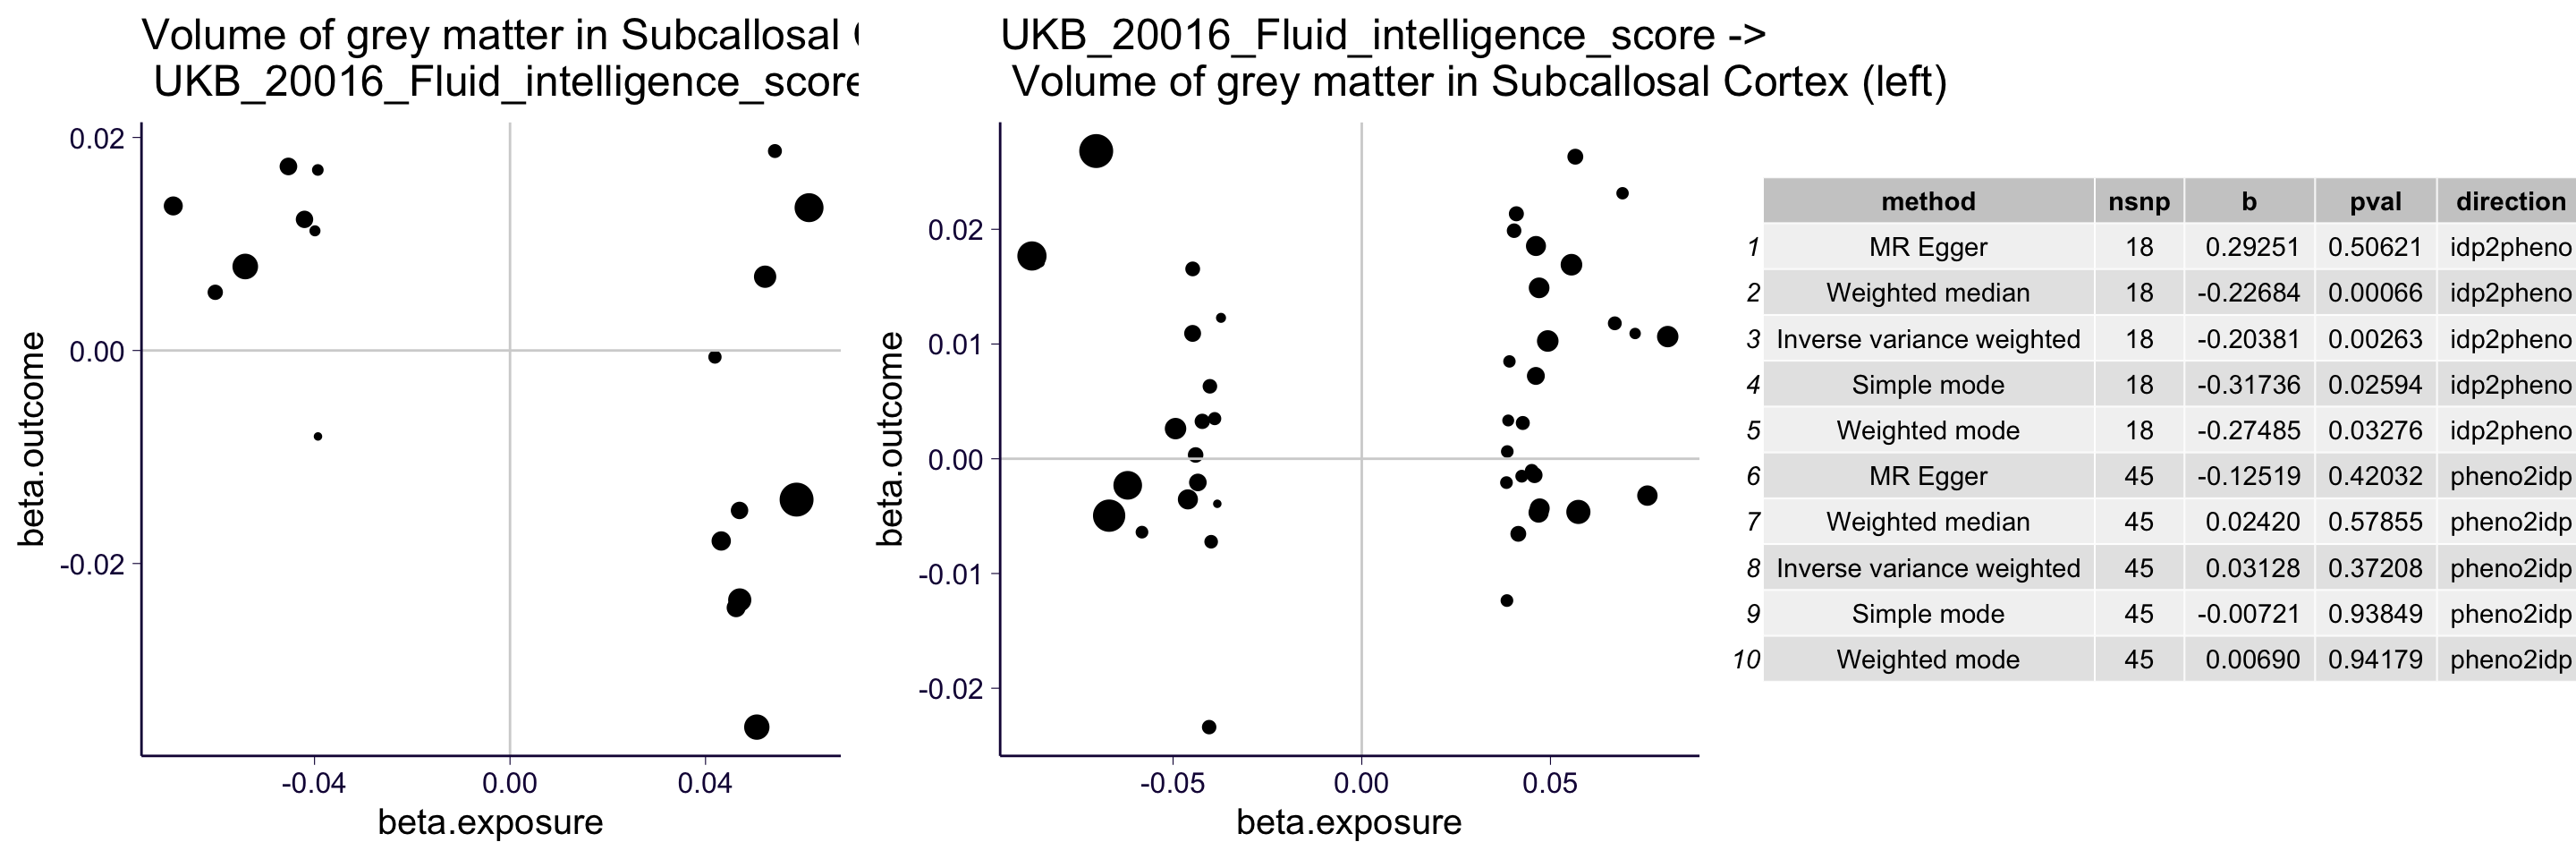 Volume of grey matter in Subcallosal
UKB_20016_Fluid_intelligence_score
0.02
0.00
-0.02
beta.outcome
-0.04 0.00 0.04
beta.exposure
UKB_20016_Fluid_intelligence_score ->
Volume of grey matter in Subcallosal Cortex (left)
0.02
0.01
0.00
-0.01
-0.02
beta.outcome
-0.05 0.00 0.05
beta.exposure
method nsnp b pval direction
1 MR Egger 18 0.29251 0.50621 idp2pheno
2 Weighted median 18 -0.22684 0.00066 idp2pheno
3 Inverse variance weighted 18 -0.20381 0.00263 idp2pheno
4 Simple mode 18 -0.31736 0.02594 idp2pheno
5 Weighted mode 18 -0.27485 0.03276 idp2pheno
6 MR Egger 45 -0.12519 0.42032 pheno2idp
7 Weighted median 45 0.02420 0.57855 pheno2idp
8 Inverse variance weighted 45 0.03128 0.37208 pheno2idp
9 Simple mode 45 -0.00721 0.93849 pheno2idp
10 Weighted mode 45 0.00690 0.94179 pheno2idp